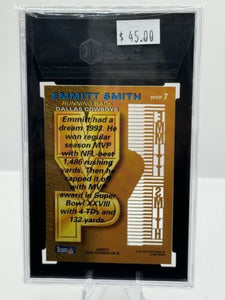 $ 45.00
EMMITT SMITH
RUNNING BACK
DALLAS COWBOYS
MVP 7
Emmitt had a
dream 1993. He
won regular
season MVP
with NFL-best
1,486 rushing
yards. Then he
capped it off
with MVP
award in Super
Bowl XXVIII
with 4 TDs and
132 yards.
EMMITT SMITH